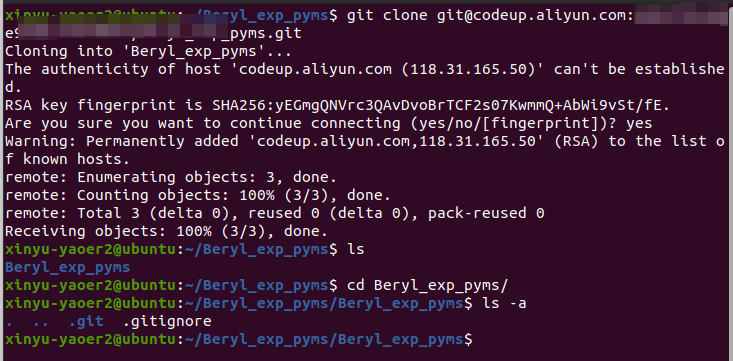 xinyu-yaoer2@ubuntu:~/Beryl_exp_pyms$ git clone git@codeup.aliyun.com:
_exp_pyms.git
Cloning into 'Beryl_exp_pyms'...
The authenticity of host 'codeup.aliyun.com (118.31.165.50)' can't be establishe
d.
RSA key fingerprint is SHA256:yEGmgQNVrc3QAvDvoBrTCF2s07KwmmQ+AbWi9vSt/fE.
Are you sure you want to continue connecting (yes/no/[fingerprint])? yes
Warning: Permanently added 'codeup.aliyun.com,118.31.165.50' (RSA) to the list o
f known hosts.
remote: Enumerating objects: 3, done.
remote: Counting objects: 100% (3/3), done.
remote: Total 3 (delta 0), reused 0 (delta 0), pack-reused 0
Receiving objects: 100% (3/3), done.
xinyu-yaoer2@ubuntu:~/Beryl_exp_pyms$ ls
Beryl_exp_pyms
xinyu-yaoer2@ubuntu:~/Beryl_exp_pyms$ cd Beryl_exp_pyms/
xinyu-yaoer2@ubuntu:~/Beryl_exp_pyms/Beryl_exp_pyms$ ls -a
.  ..  .git  .gitignore
xinyu-yaoer2@ubuntu:~/Beryl_exp_pyms/Beryl_exp_pyms$